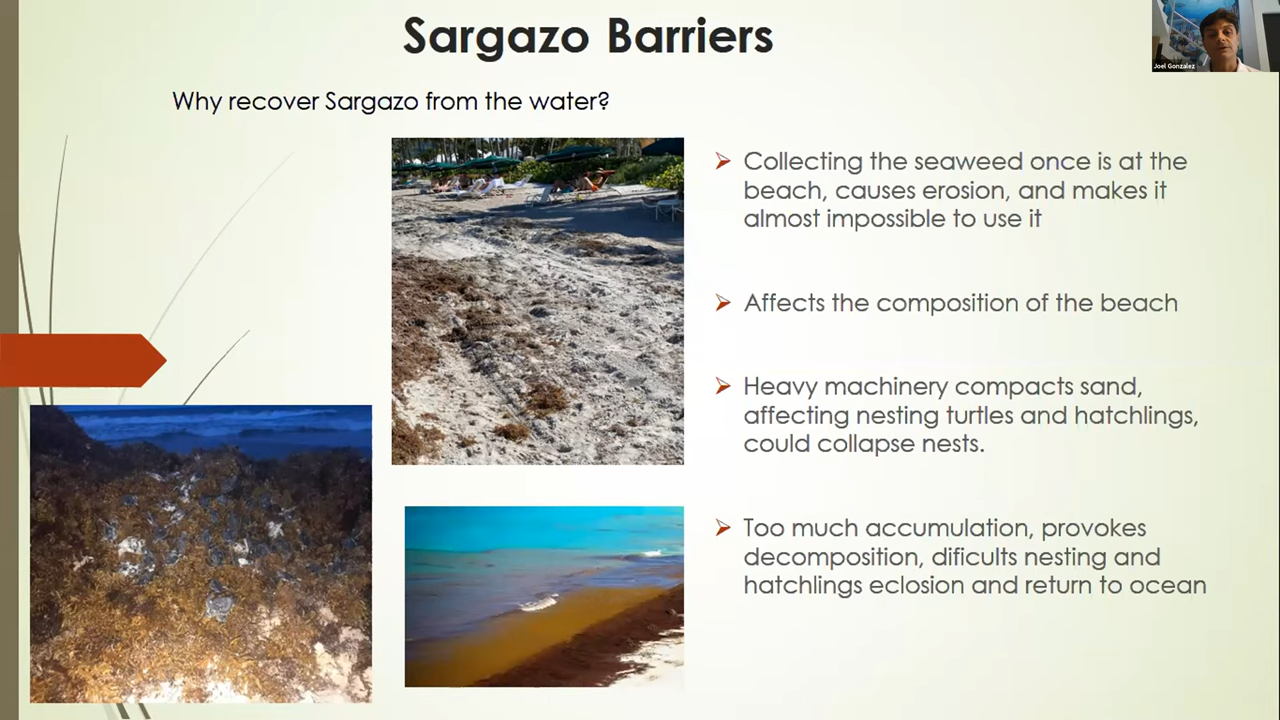 Sargazo Barriers
Joel Gonzalez
Why recover Sargazo from the water?
Collecting the seaweed once is at the
beach, causes erosion, and makes it
almost impossible to use it
Affects the composition of the beach
Heavy machinery compacts sand,
affecting nesting turtles and hatchlings,
could collapse nests.
Too much accumulation, provokes
decomposition, dificults nesting and
hatchlings eclosion and return to ocean